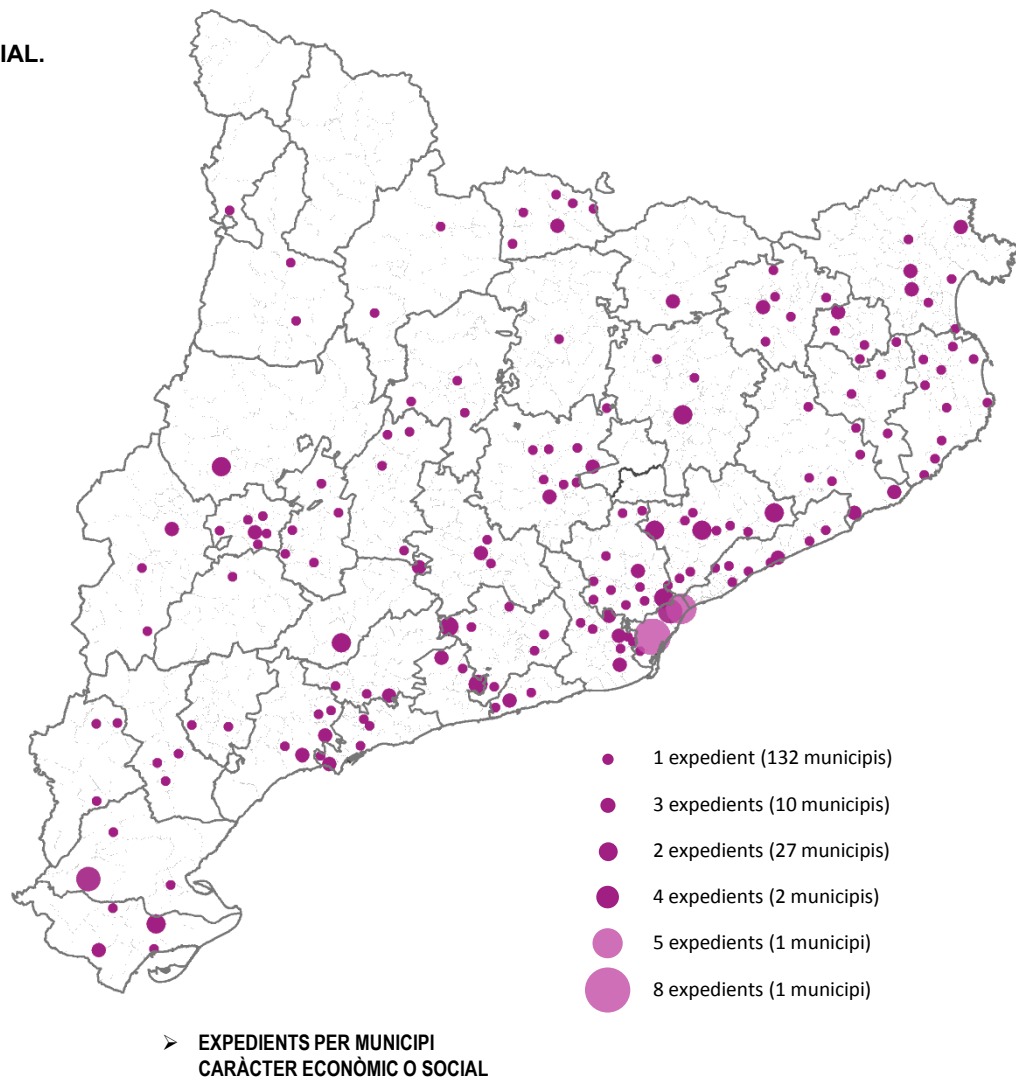 IAL.
1 expedient (132 municipis)
3 expedients (10 municipis)
2 expedients (27 municipis)
4 expedients (2 municipis)
5 expedients (1 municipi)
8 expedients (1 municipi)
➢ EXPEDIENTS PER MUNICIPI
CARÀCTER ECONÒMIC O SOCIAL